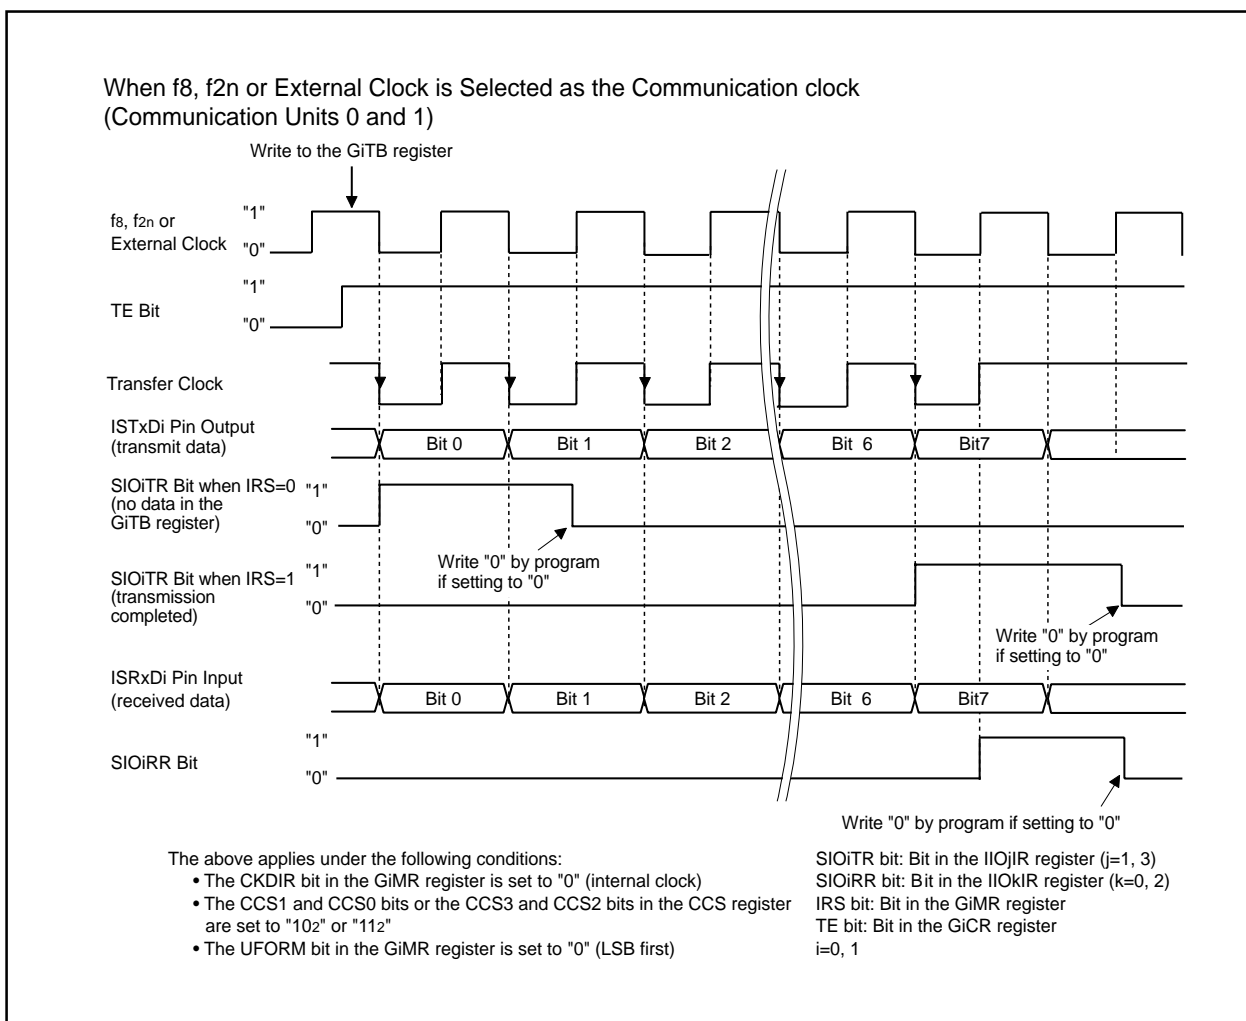 When f8, f2n or External Clock is Selected as the Communication clock
(Communication Units 0 and 1)
Write to the GiTB register
f8, f2n or
External Clock
"1"
"0"
TE Bit
"1"
"0"
Transfer Clock
ISTxDi Pin Output
(transmit data)
Bit 0
Bit 1
Bit 2
Bit 6
Bit7
SIOiTR Bit when IRS=0
(no data in the
GiTB register)
"1"
"0"
Write "0" by program
if setting to "0"
SIOiTR Bit when IRS=1
(transmission
completed)
"1"
"0"
Write "0" by program
if setting to "0"
ISRxDi Pin Input
(received data)
Bit 0
Bit 1
Bit 2
Bit 6
Bit7
SIOiRR Bit
"1"
"0"
Write "0" by program if setting to "0"
The above applies under the following conditions:
• The CKDIR bit in the GiMR register is set to "0" (internal clock)
• The CCS1 and CCS0 bits or the CCS3 and CCS2 bits in the CCS register
are set to "102" or "112"
• The UFORM bit in the GiMR register is set to "0" (LSB first)
SIOiTR bit: Bit in the IIOjIR register (j=1, 3)
SIOiRR bit: Bit in the IIOkIR register (k=0, 2)
IRS bit: Bit in the GiMR register
TE bit: Bit in the GiCR register
i=0, 1